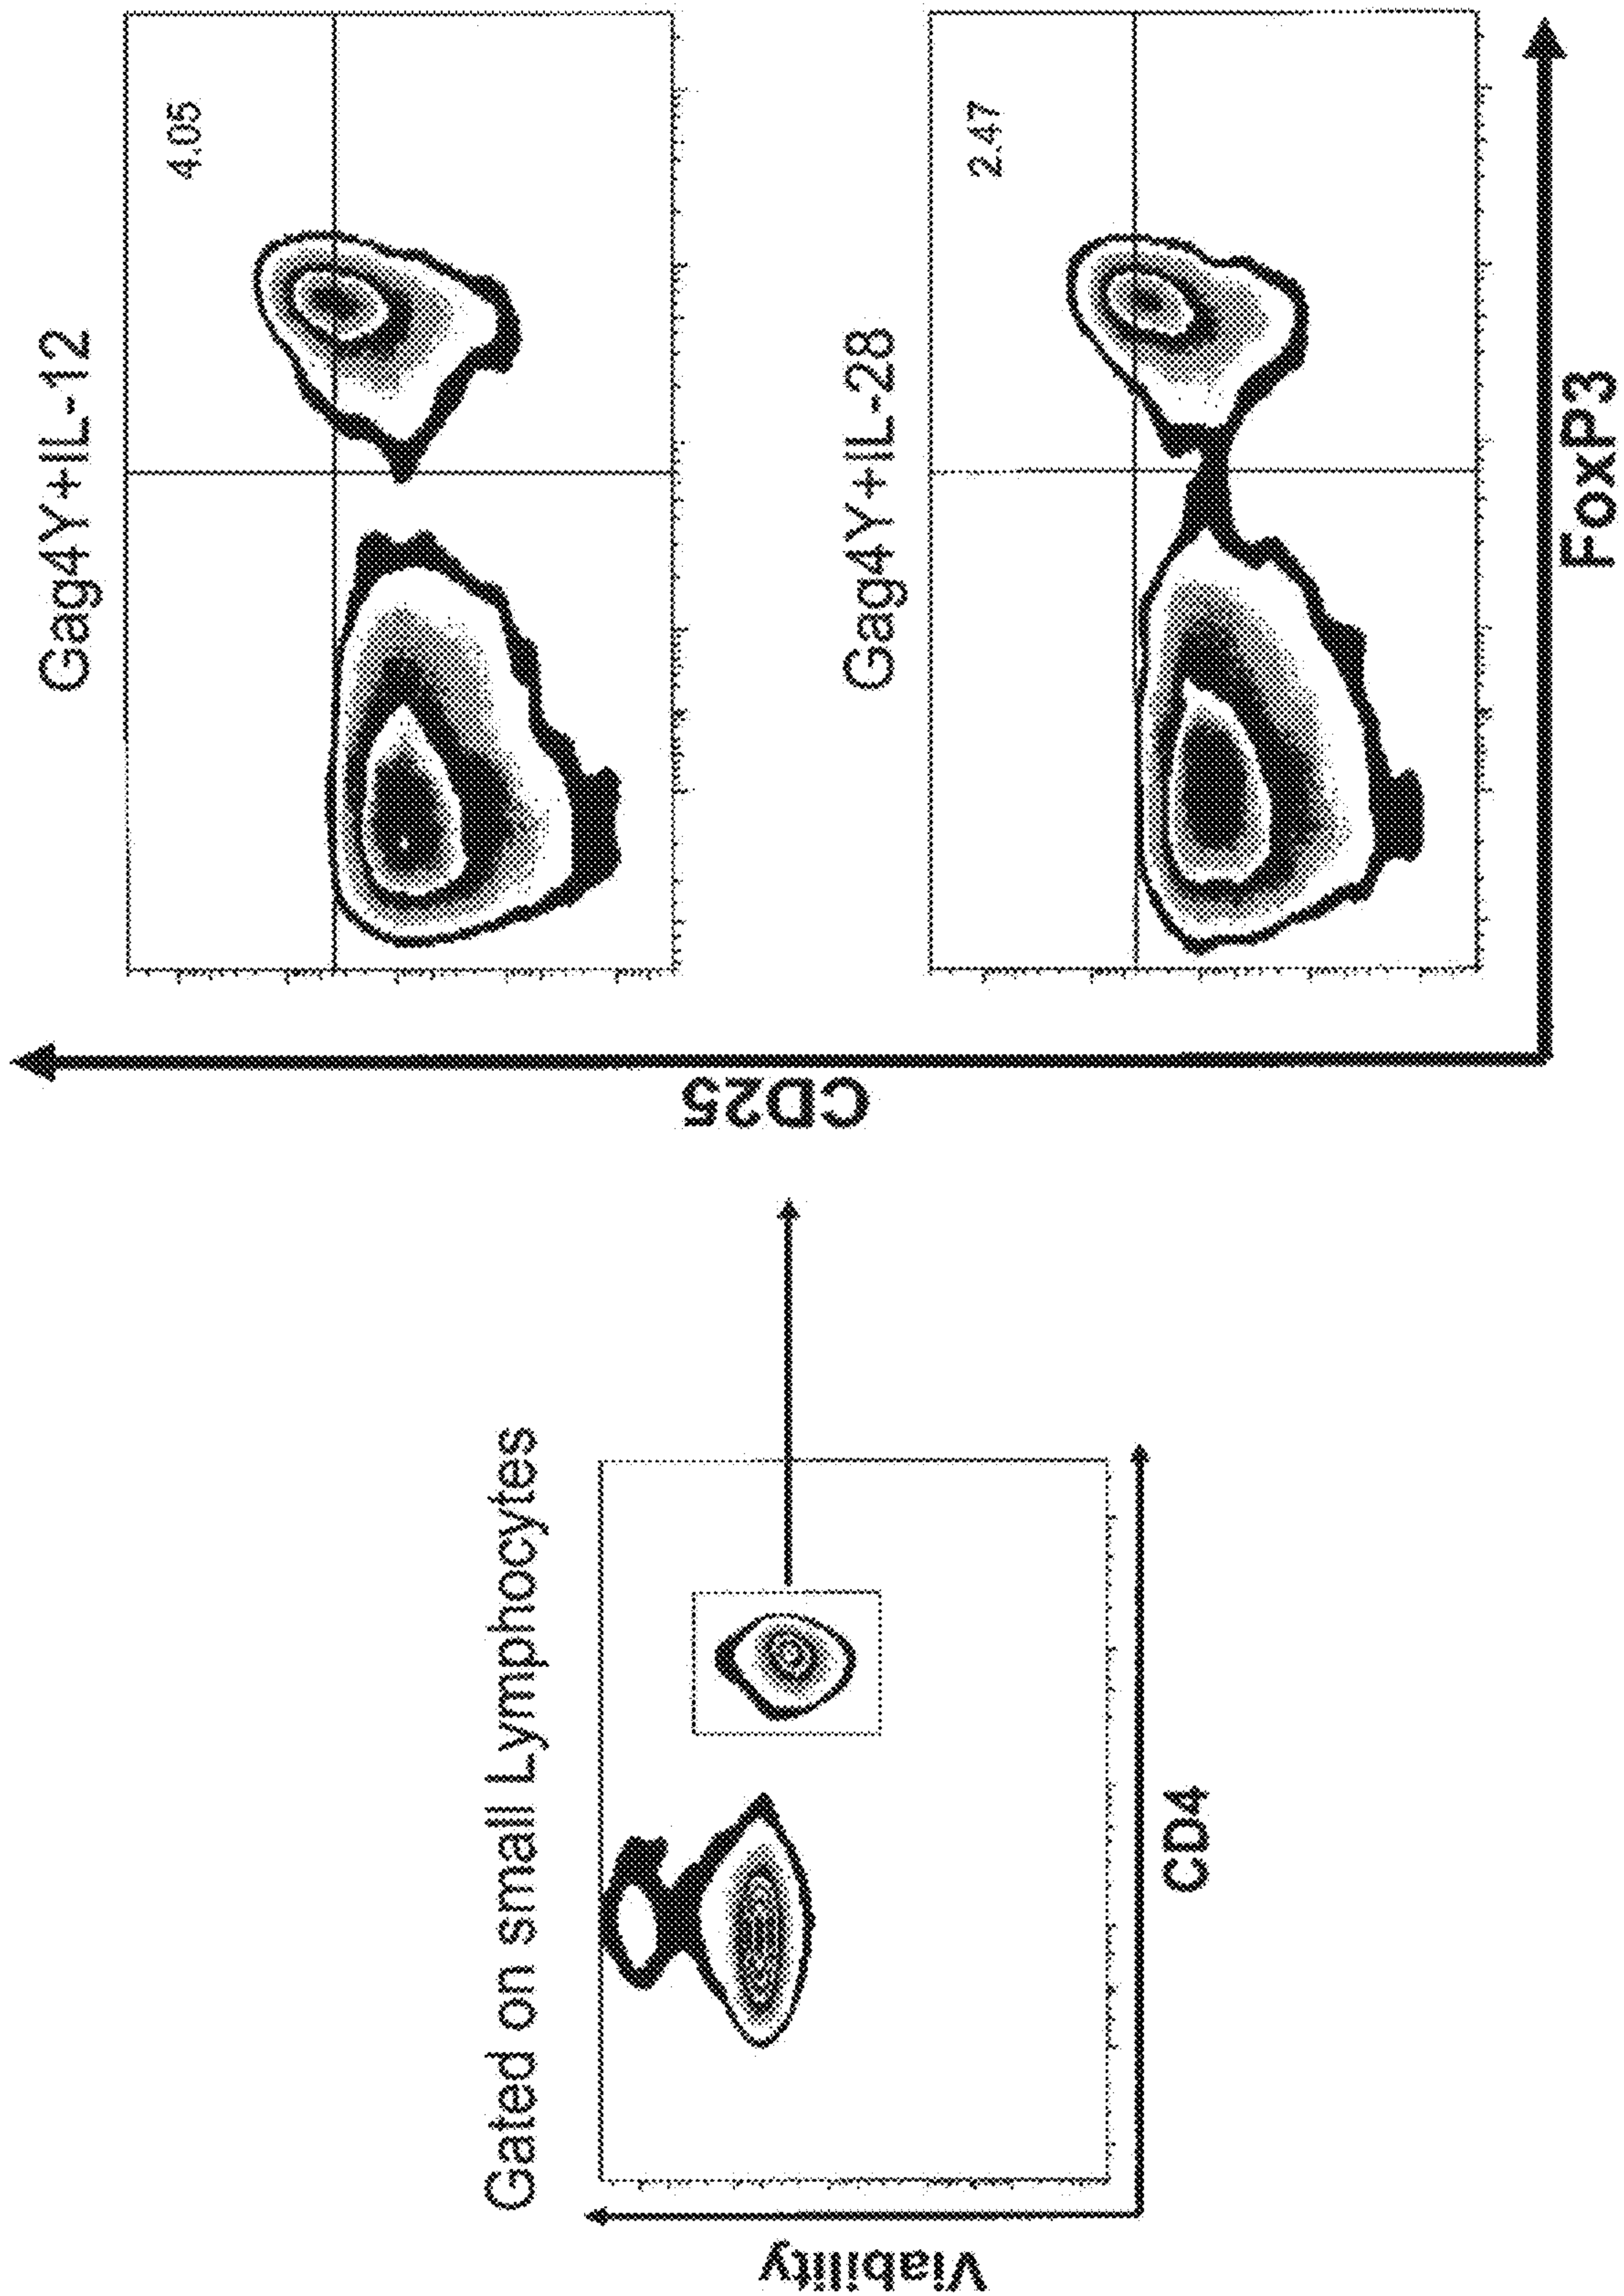 Gated on small Lymphocytes
Viability
CD4
CD25
Gag4Y+IL-12
4.05
Gag4Y+IL-28
2.47
FoxP3